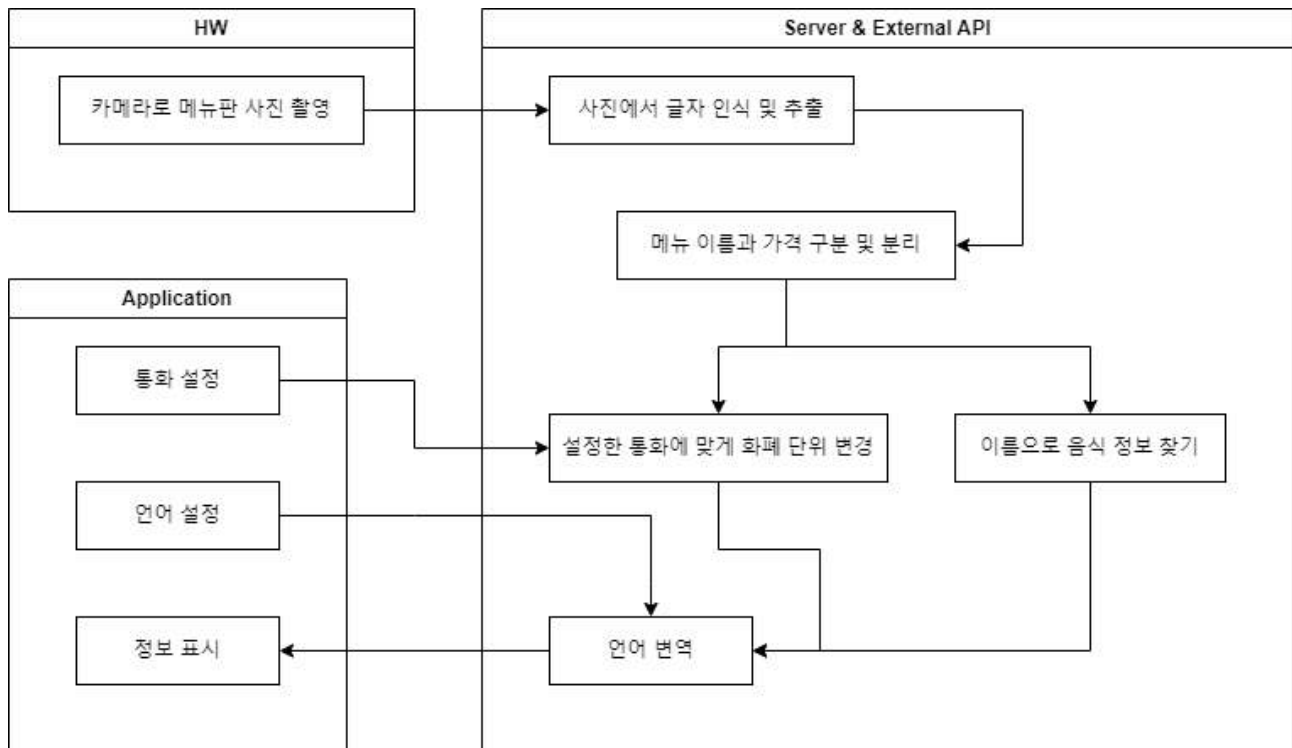 HW
카메라로 메뉴판 사진 촬영
Server & External API
사진에서 글자 인식 및 추출
메뉴 이름과 가격 구분 및 분리
Application
통화 설정
설정한 통화에 맞게 화폐 단위 변경
이름으로 음식 정보 찾기
언어 설정
정보 표시
언어 변역